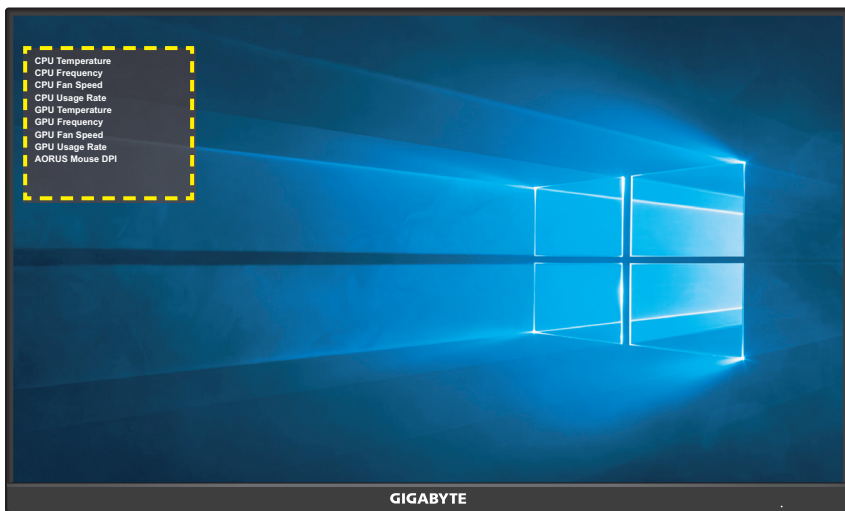 CPU Temperature
CPU Frequency
CPU Fan Speed
CPU Usage Rate
GPU Temperature
GPU Frequency
GPU Fan Speed
GPU Usage Rate
AORUS Mouse DPI
GIGABYTE